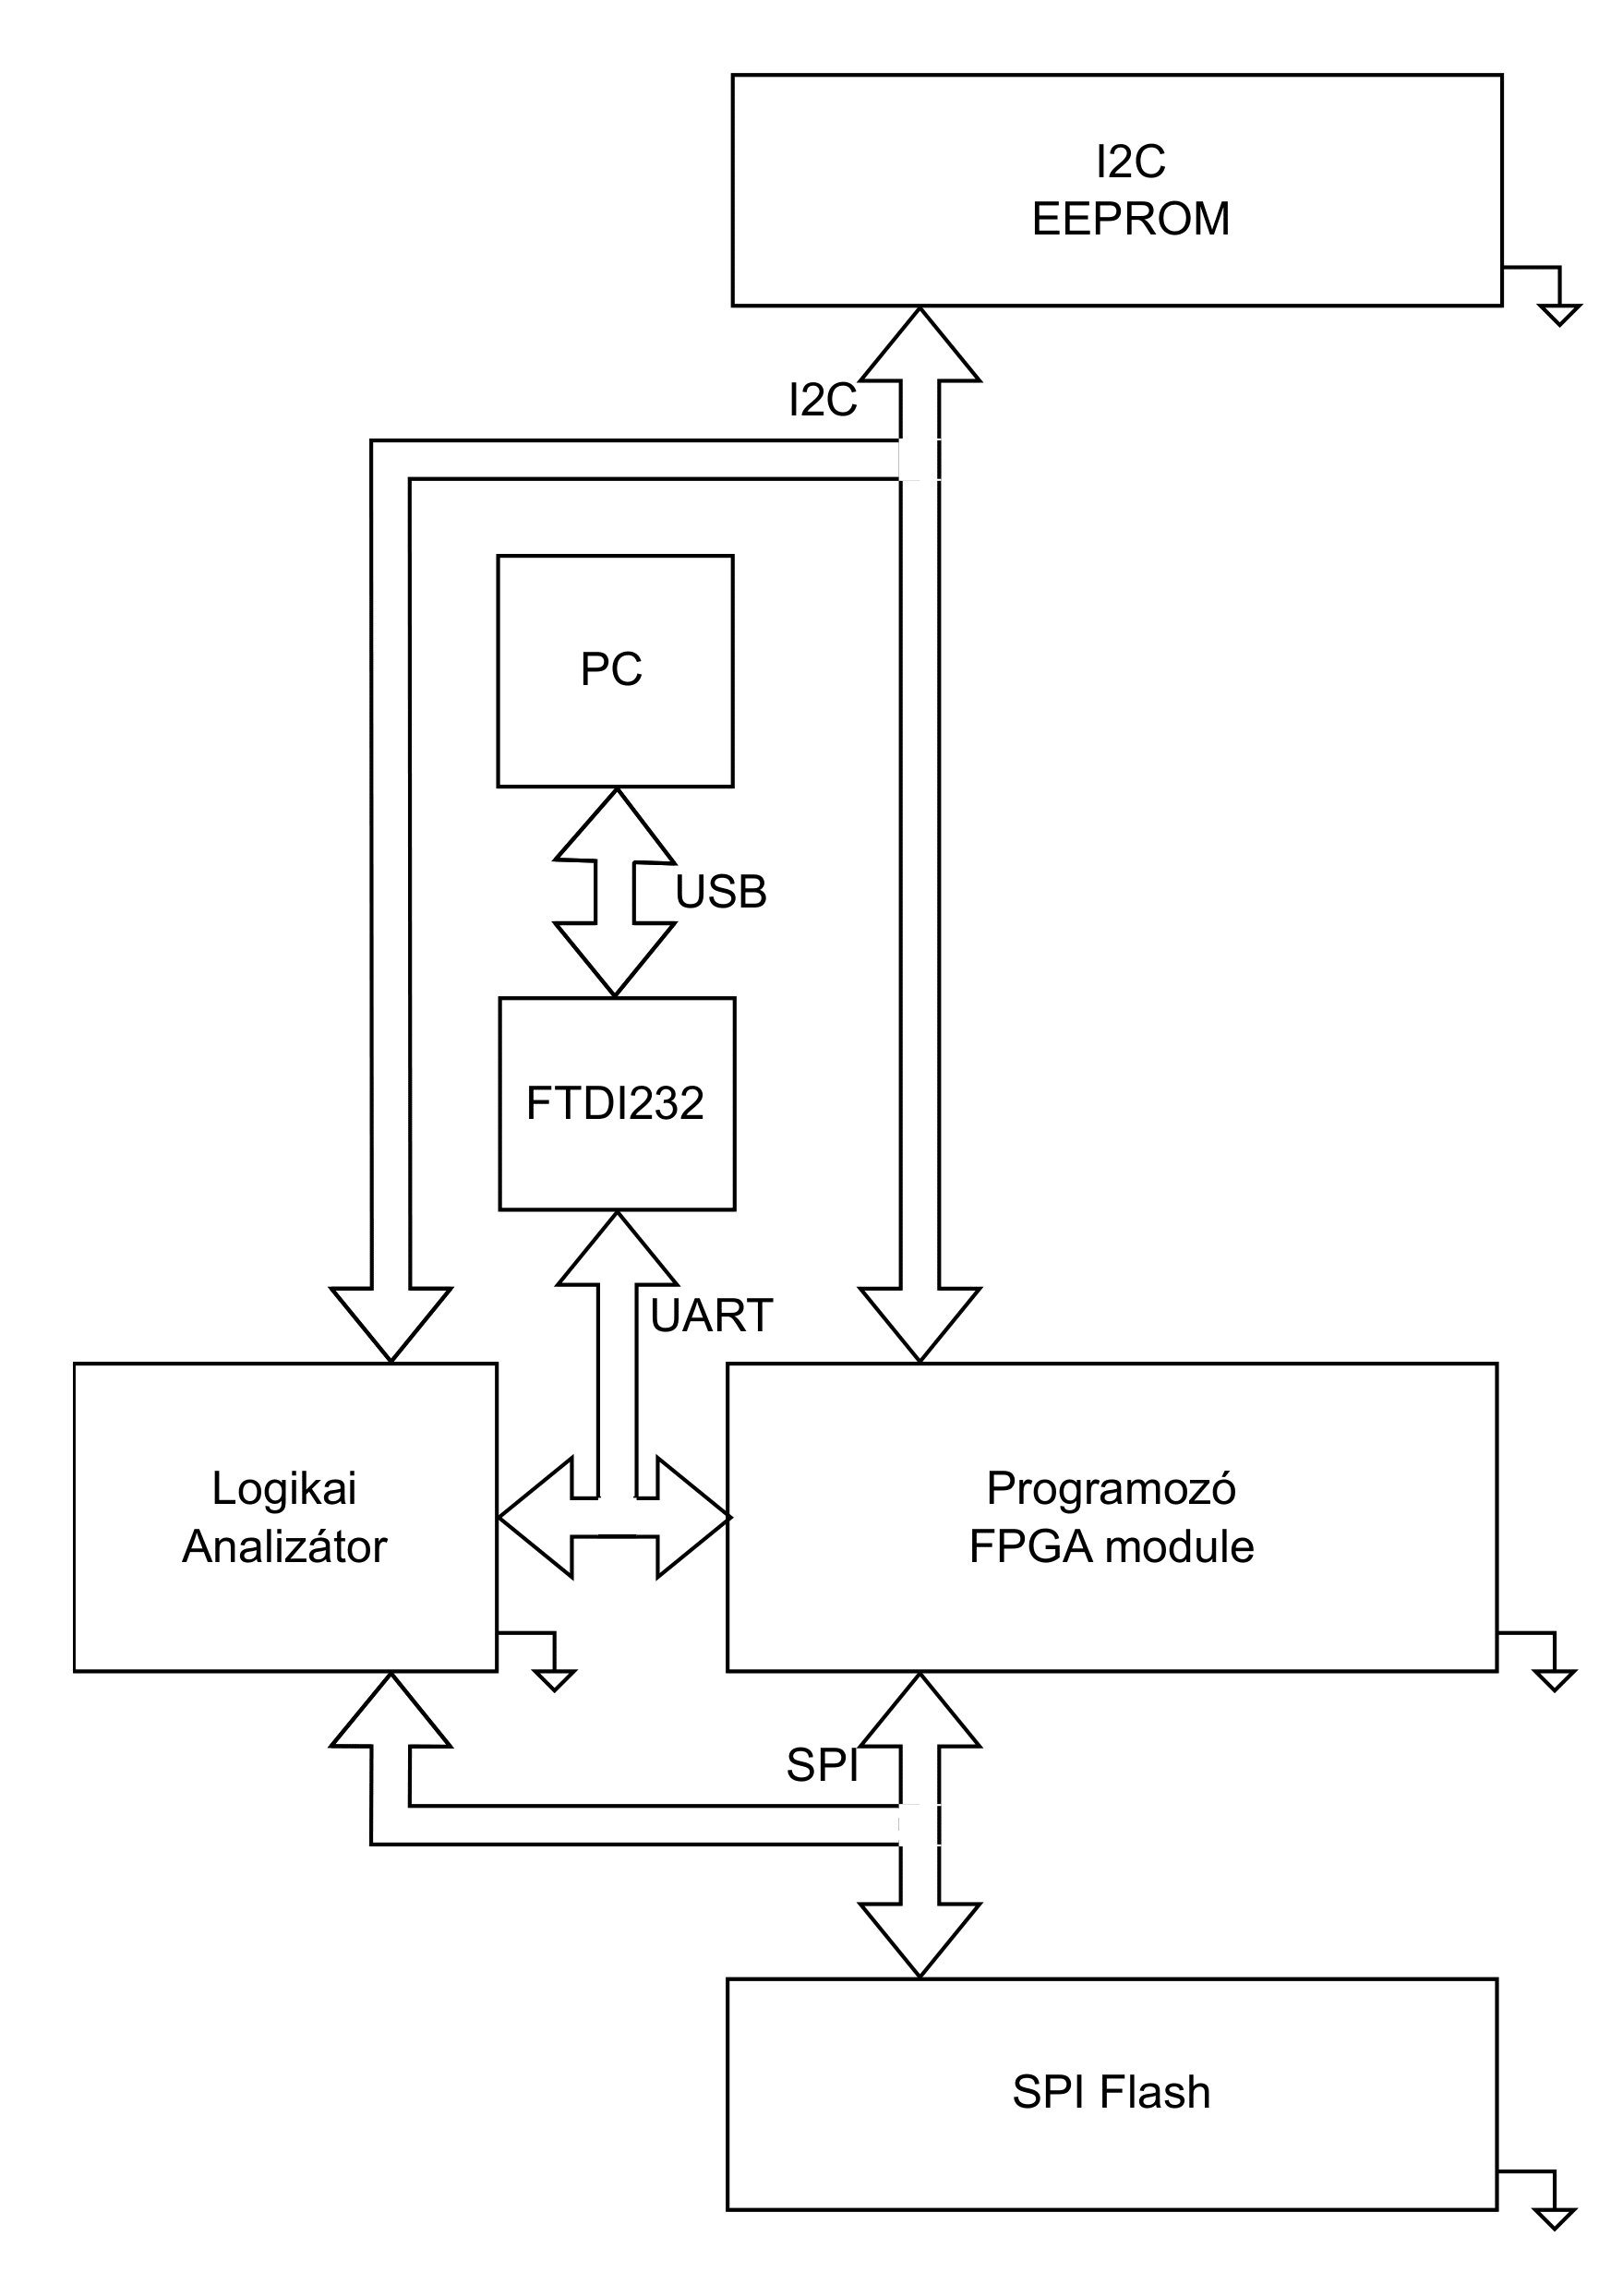 I2C
EEPROM
I2C
PC
USB
FTDI232
UART
Logikai
Analizátor
Programozó
FPGA module
SPI
SPI Flash